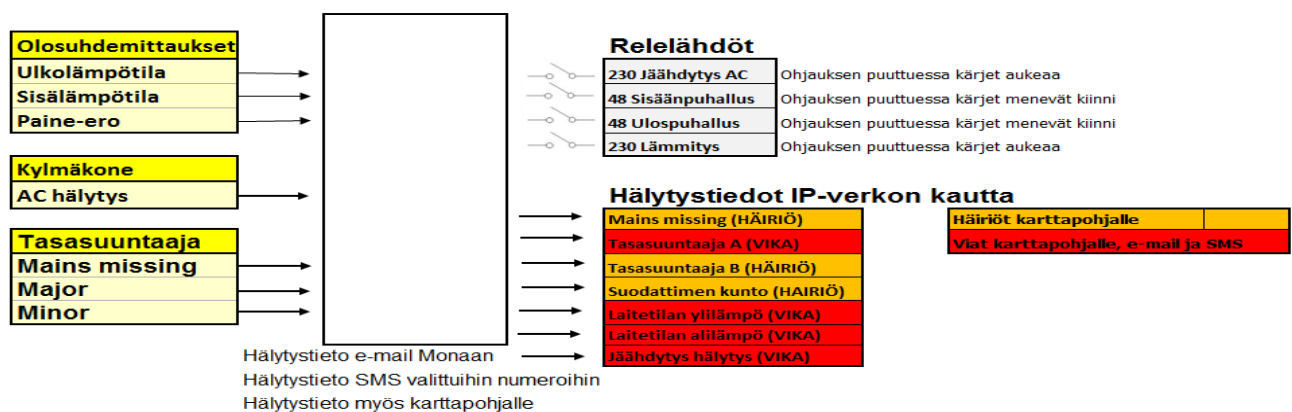 Olosuhdemittaukset
Ulkolämpötila
Sisälämpötila
Paine-ero
Kylmäkone
AC hälytys
Tasasuuntaaja
Mains missing
Major
Minor
Relelähdöt
230 Jäähdytys AC Ohjauksen puuttuessa kärjet aukeaa
48 Sisäänpuhallus Ohjauksen puuttuessa kärjet menevät kiinni
48 Ulospuhallus Ohjauksen puuttuessa kärjet menevät kiinni
230 Lämmitys Ohjauksen puuttuessa kärjet aukeaa
Hälytystiedot IP-verkon kautta
Mains missing (HÄIRIÖ)
Tasasuuntaaja A (VIKA)
Tasasuuntaaja B (HÄIRIÖ)
Suodattimen kunto (HAIRIÖ)
Laitetilan ylilämpö (VIKA)
Laitetilan alilämpö (VIKA)
Jäähdytys hälytys (VIKA)
Häiriöt karttapohjalle
Viat karttapohjalle, e-mail ja SMS
Hälytystieto e-mail Monaan
Hälytystieto SMS valittuihin numeroihin
Hälytystieto myös karttapohjalle